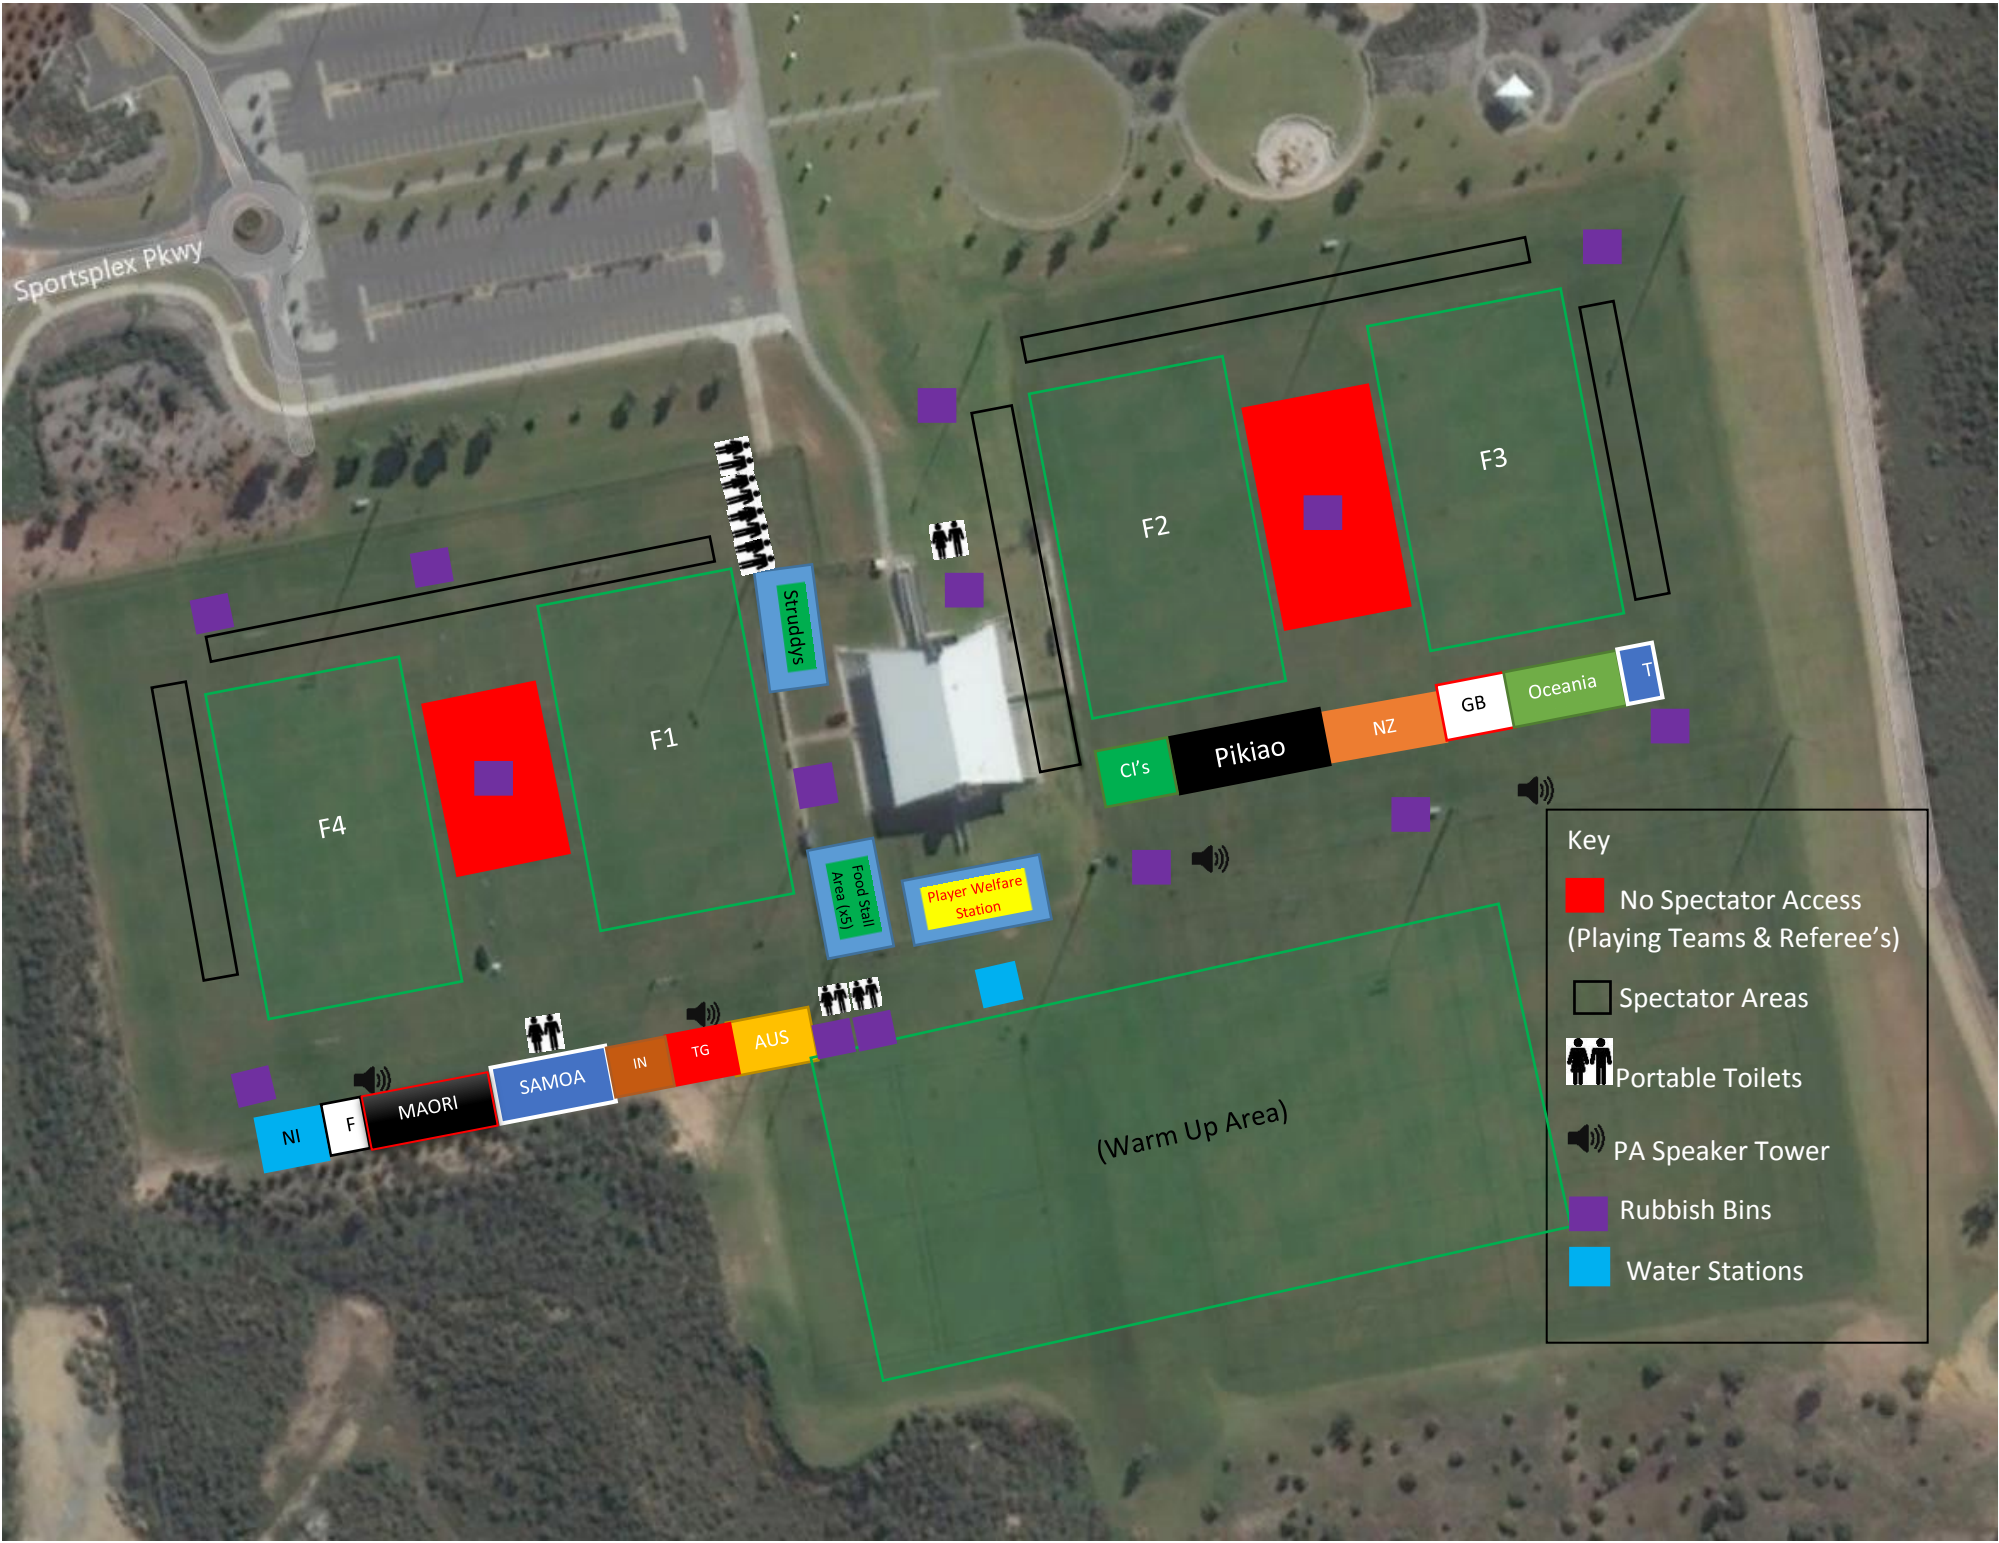 Sportsplex Pkwy
F3
F2
Struddys
F1
F4
T
Oceania
GB
NZ
Pikiao
CI's
Food Stall
Area (x5)
Player Welfare
Station
Key
No Spectator Access
(Playing Teams & Referee's)
Spectator Areas
Portable Toilets
PA Speaker Tower
Rubbish Bins
Water Stations
AUS
TG
IN
SAMOA
MAORI
F
NI
(Warm Up Area)